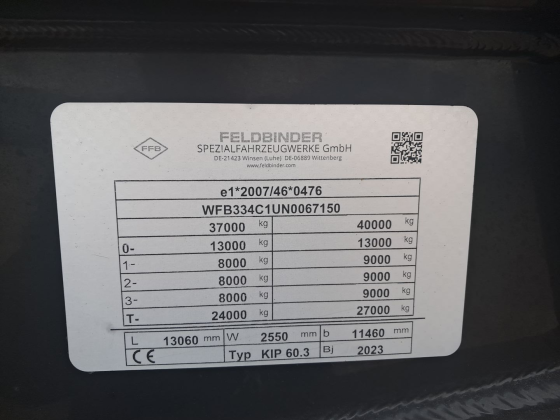 FFB
FELDBINDER
SPEZIALFAHRZEUGWERKE GmbH
DE-21423 Winsen (Luhe) DE-06889 Wittenberg
www.feldbinder.com
e1*2007/46*0476
WFB334C1UN0067150
37000 kg 40000 kg
0- 13000 kg 13000 kg
1- 8000 kg 9000 kg
2- 8000 kg 9000 kg
3- 8000 kg 9000 kg
T- 24000 kg 27000 kg
L 13060 mm W 2550 mm b 11460 mm
CE Typ KIP 60.3 Bj 2023